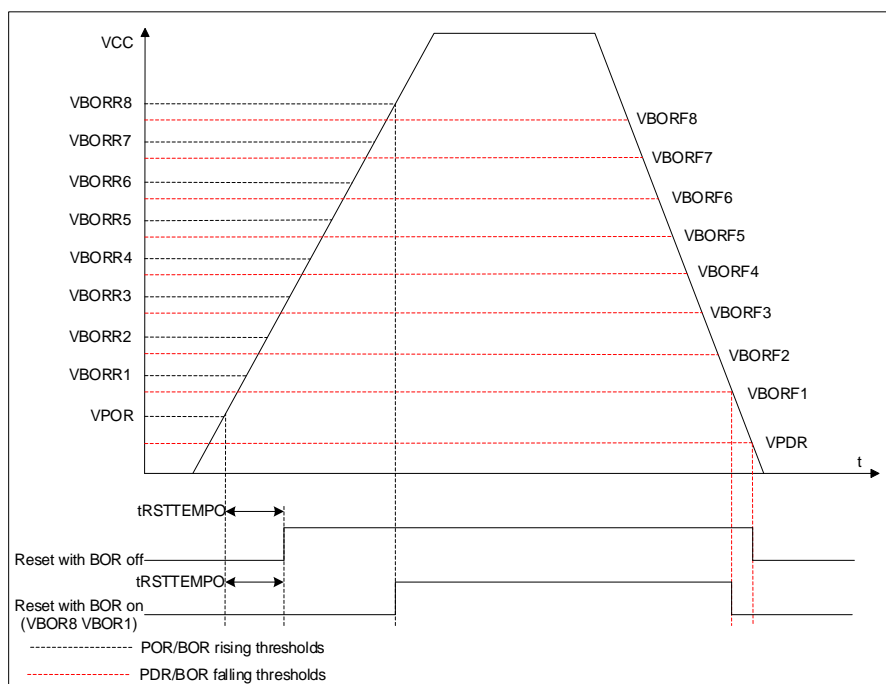 VCC
VBORR8
VBORR7
VBORR6
VBORR5
VBORR4
VBORR3
VBORR2
VBORR1
VPOR
VBORF8
VBORF7
VBORF6
VBORF5
VBORF4
VBORF3
VBORF2
VBORF1
VPDR
t
tRSTTEMPO
Reset with BOR off
tRSTTEMPO
Reset with BOR on
(VBOR8 VBOR1)
POR/BOR rising thresholds
PDR/BOR falling thresholds